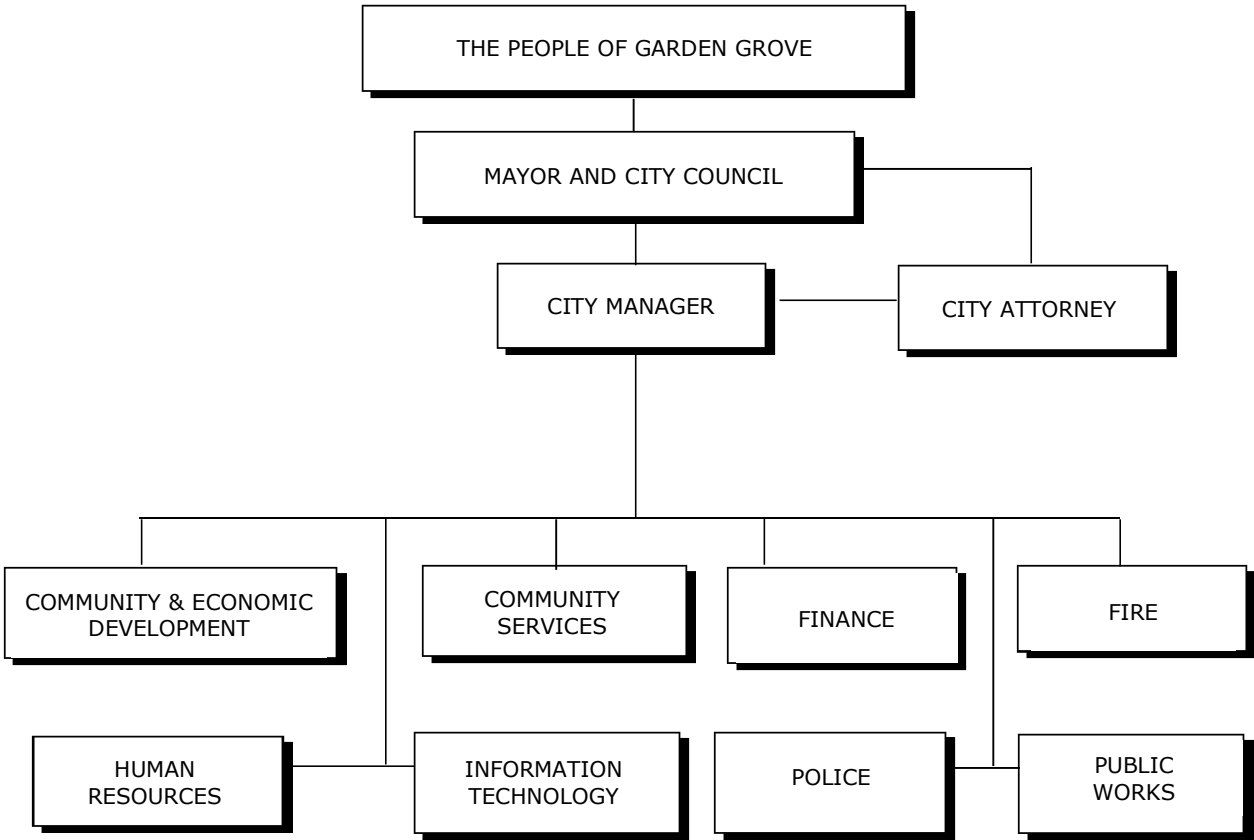 THE PEOPLE OF GARDEN GROVE
MAYOR AND CITY COUNCIL
CITY MANAGER
CITY ATTORNEY
COMMUNITY & ECONOMIC
DEVELOPMENT
COMMUNITY
SERVICES
FINANCE
FIRE
HUMAN
RESOURCES
INFORMATION
TECHNOLOGY
POLICE
PUBLIC
WORKS